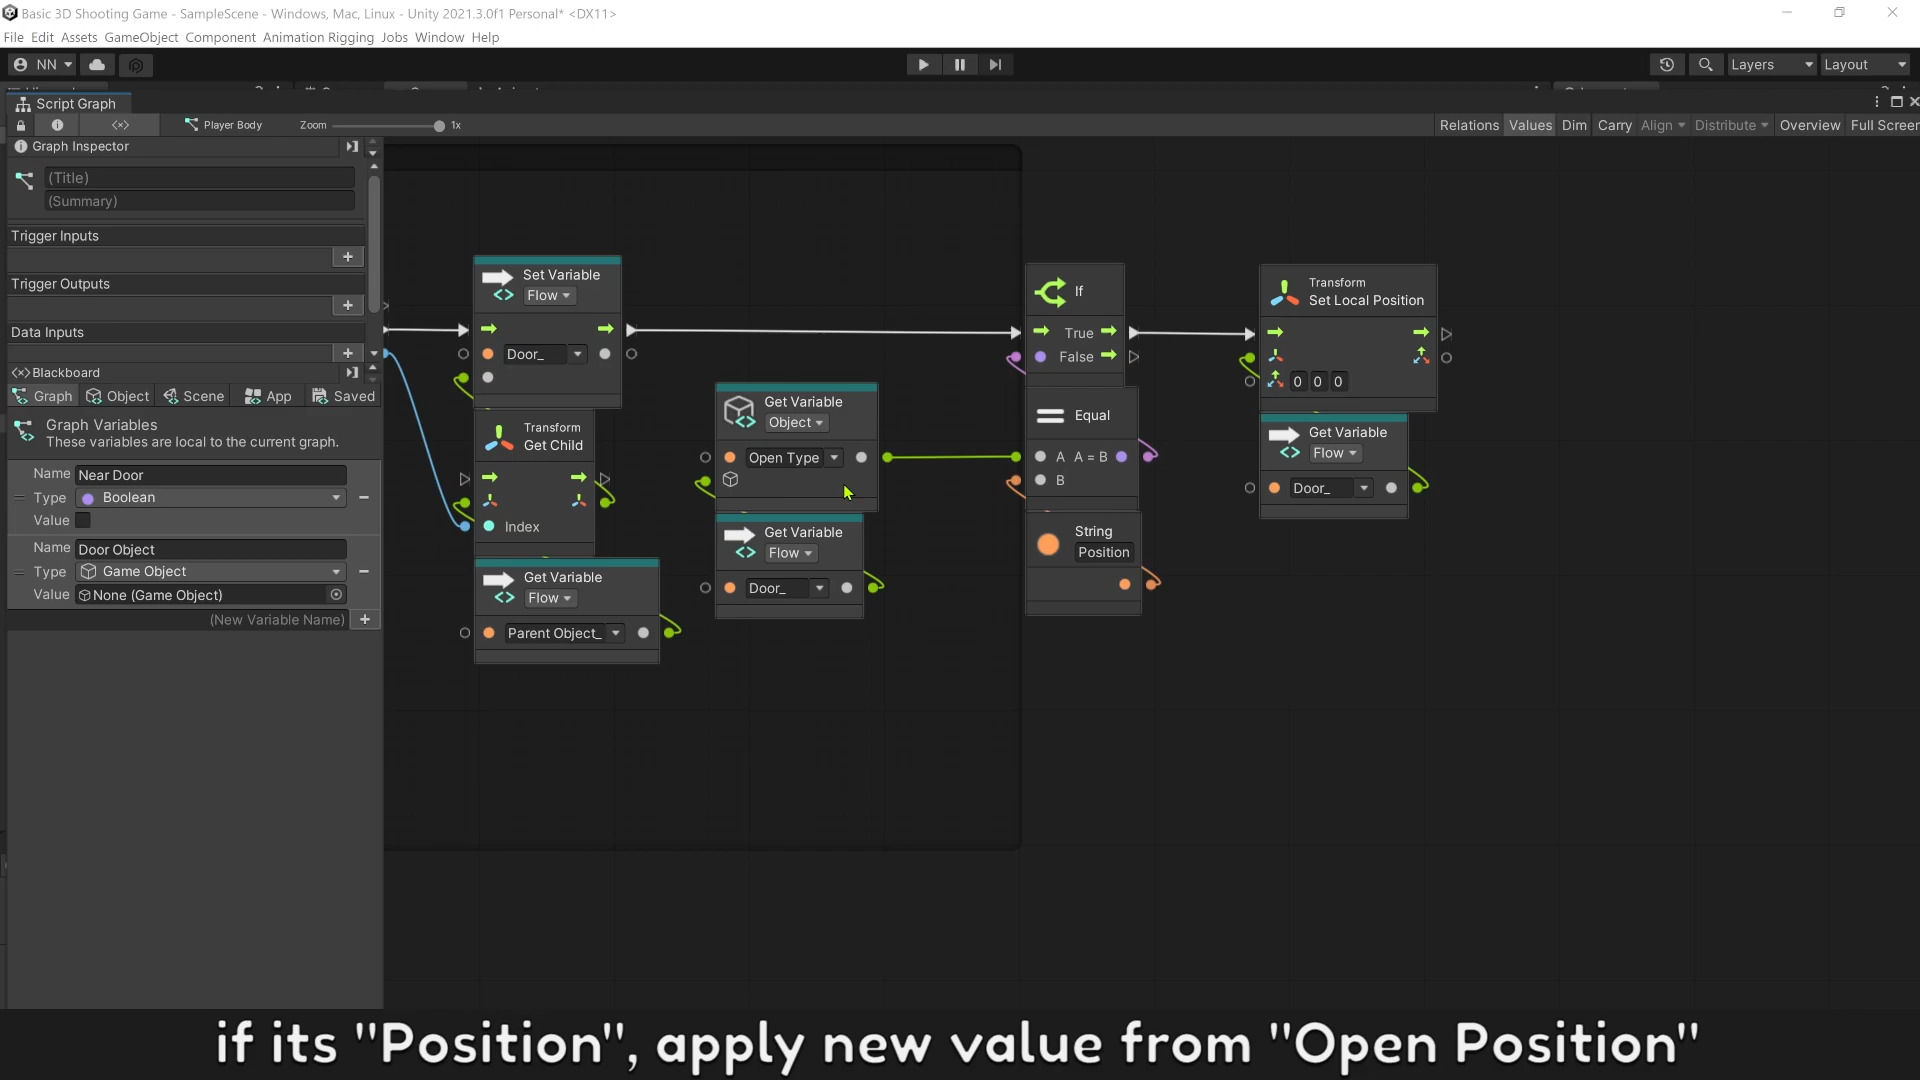 Basic 3D Shooting Game - SampleScene - Windows, Mac, Linux - Unity 2021.3.0f1 Personal* <DX11>
File Edit Assets GameObject Component Animation Rigging Jobs Window Help
NN
Layers
Layout
Script Graph
Player Body
Zoom
1x
Relations
Values
Dim
Carry
Align
Distribute
Overview
Full Screen
Graph Inspector
(Title)
(Summary)
Trigger Inputs
Trigger Outputs
Data Inputs
Blackboard
Graph
Object
Scene
App
Saved
Graph Variables
These variables are local to the current graph.
Name Near Door
Type Boolean
Value
Name Door Object
Type Game Object
Value None (Game Object)
(New Variable Name)
Set Variable
Flow
Door_
Transform
Get Child
Index
Get Variable
Flow
Parent Object_
Get Variable
Object
Open Type
Get Variable
Flow
Door_
If
True
False
Equal
A A = B
B
String
Position
Transform
Set Local Position
0 0 0
Get Variable
Flow
Door_
if its "Position", apply new value from "Open Position"